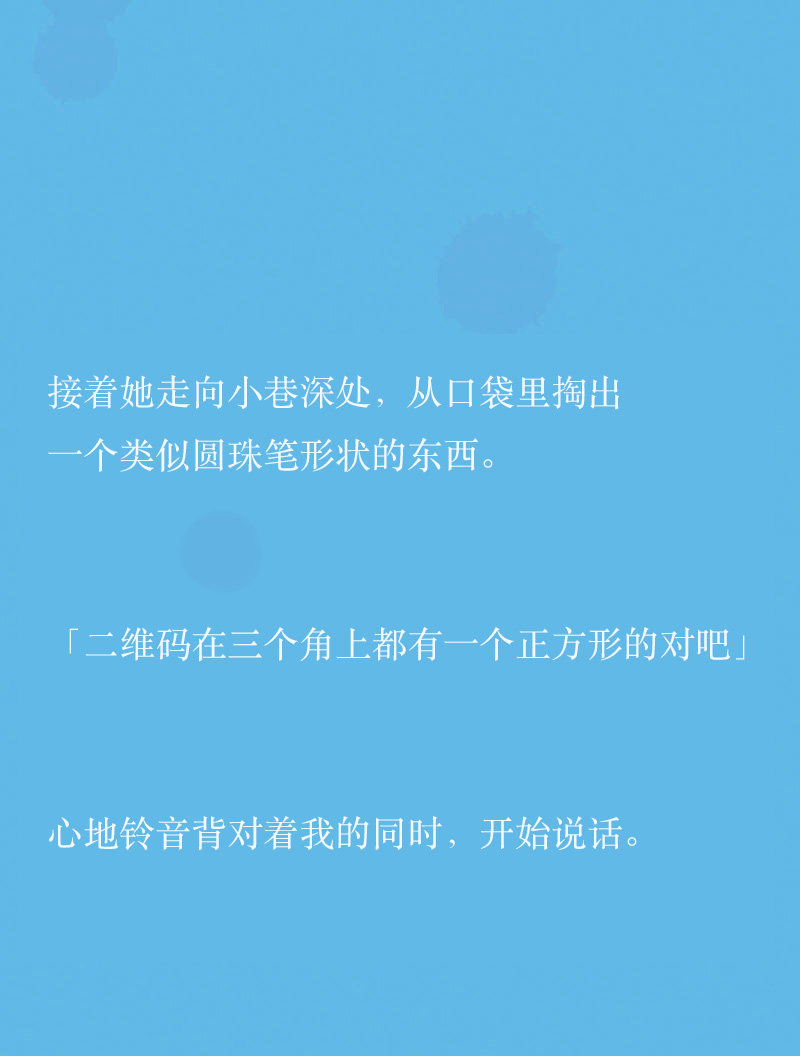 接着她走向小巷深处，从口袋里掏出
一个类似圆珠笔形状的东西。
「二维码在三个角上都有一个正方形的对吧」
心地铃音背对着我的同时，开始说话。